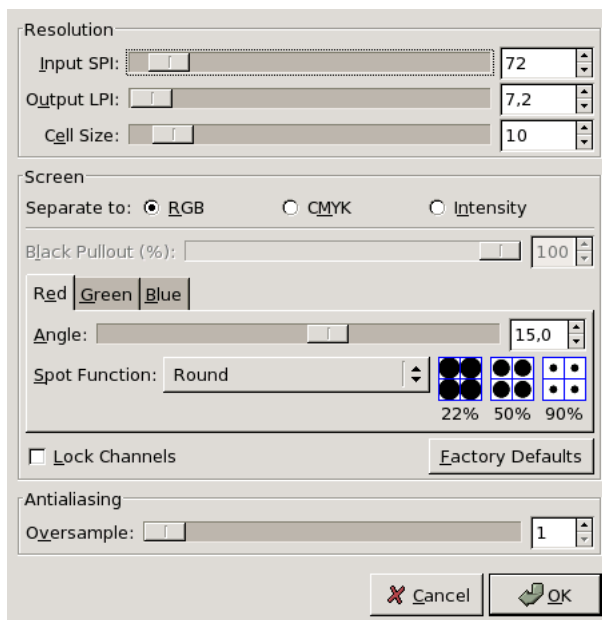 Resolution
Input SPI: 72
Output LPI: 7,2
Cell Size: 10
Screen
Separate to: RGB CMYK Intensity
Black Pullout (%): 100
Red Green Blue
Angle: 15,0
Spot Function: Round
22% 50% 90%
Lock Channels Factory Defaults
Antialiasing
Oversample: 1
Cancel OK